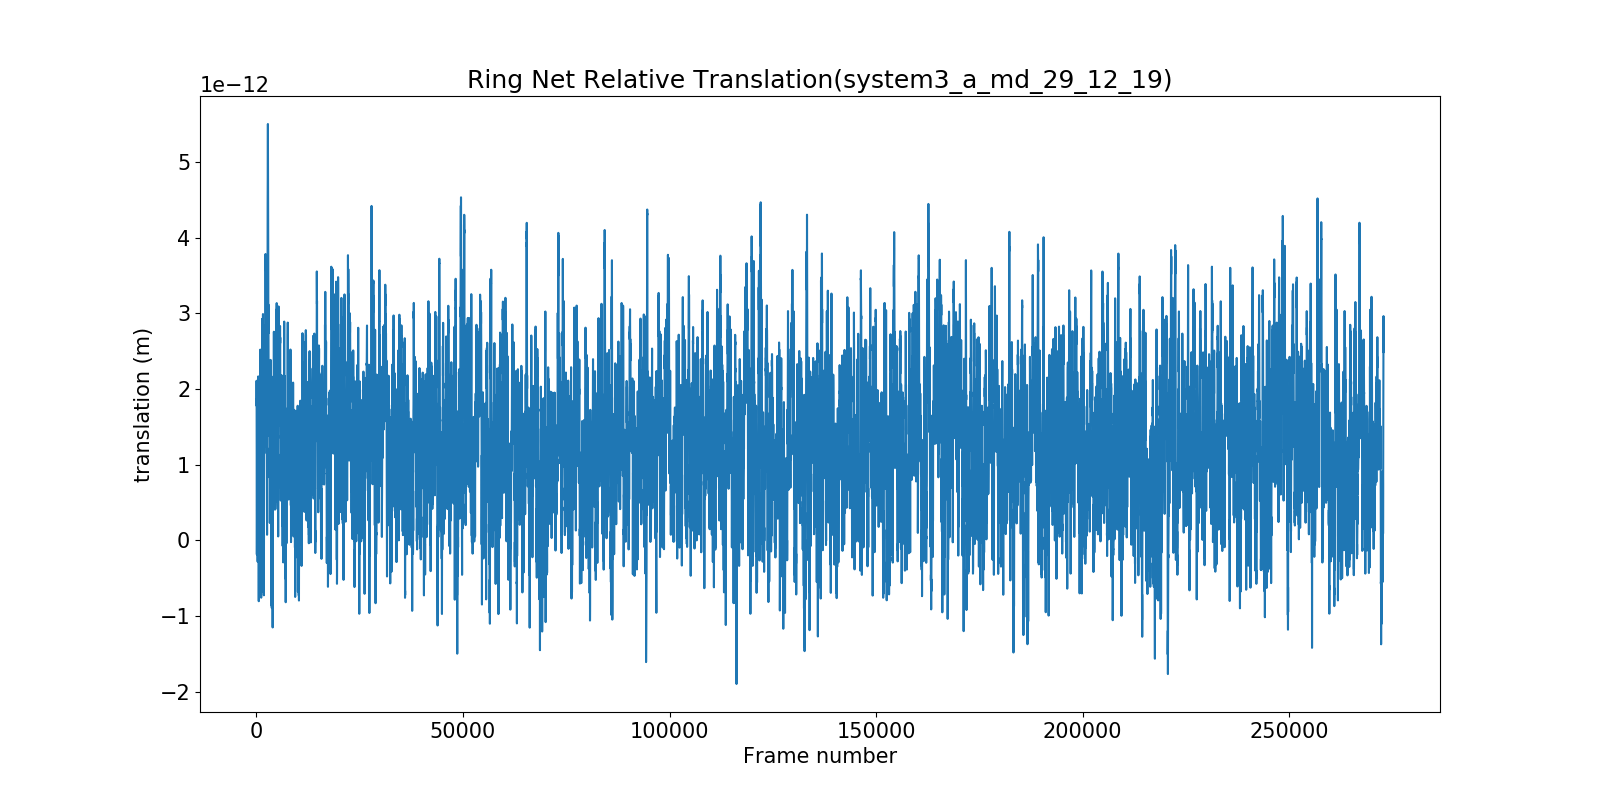 Ring Net Relative Translation(system3_a_md_29_12_19)
1e−12
5
4
3
2
1
0
−1
−2
translation (m)
0 50000 100000 150000 200000 250000
Frame number